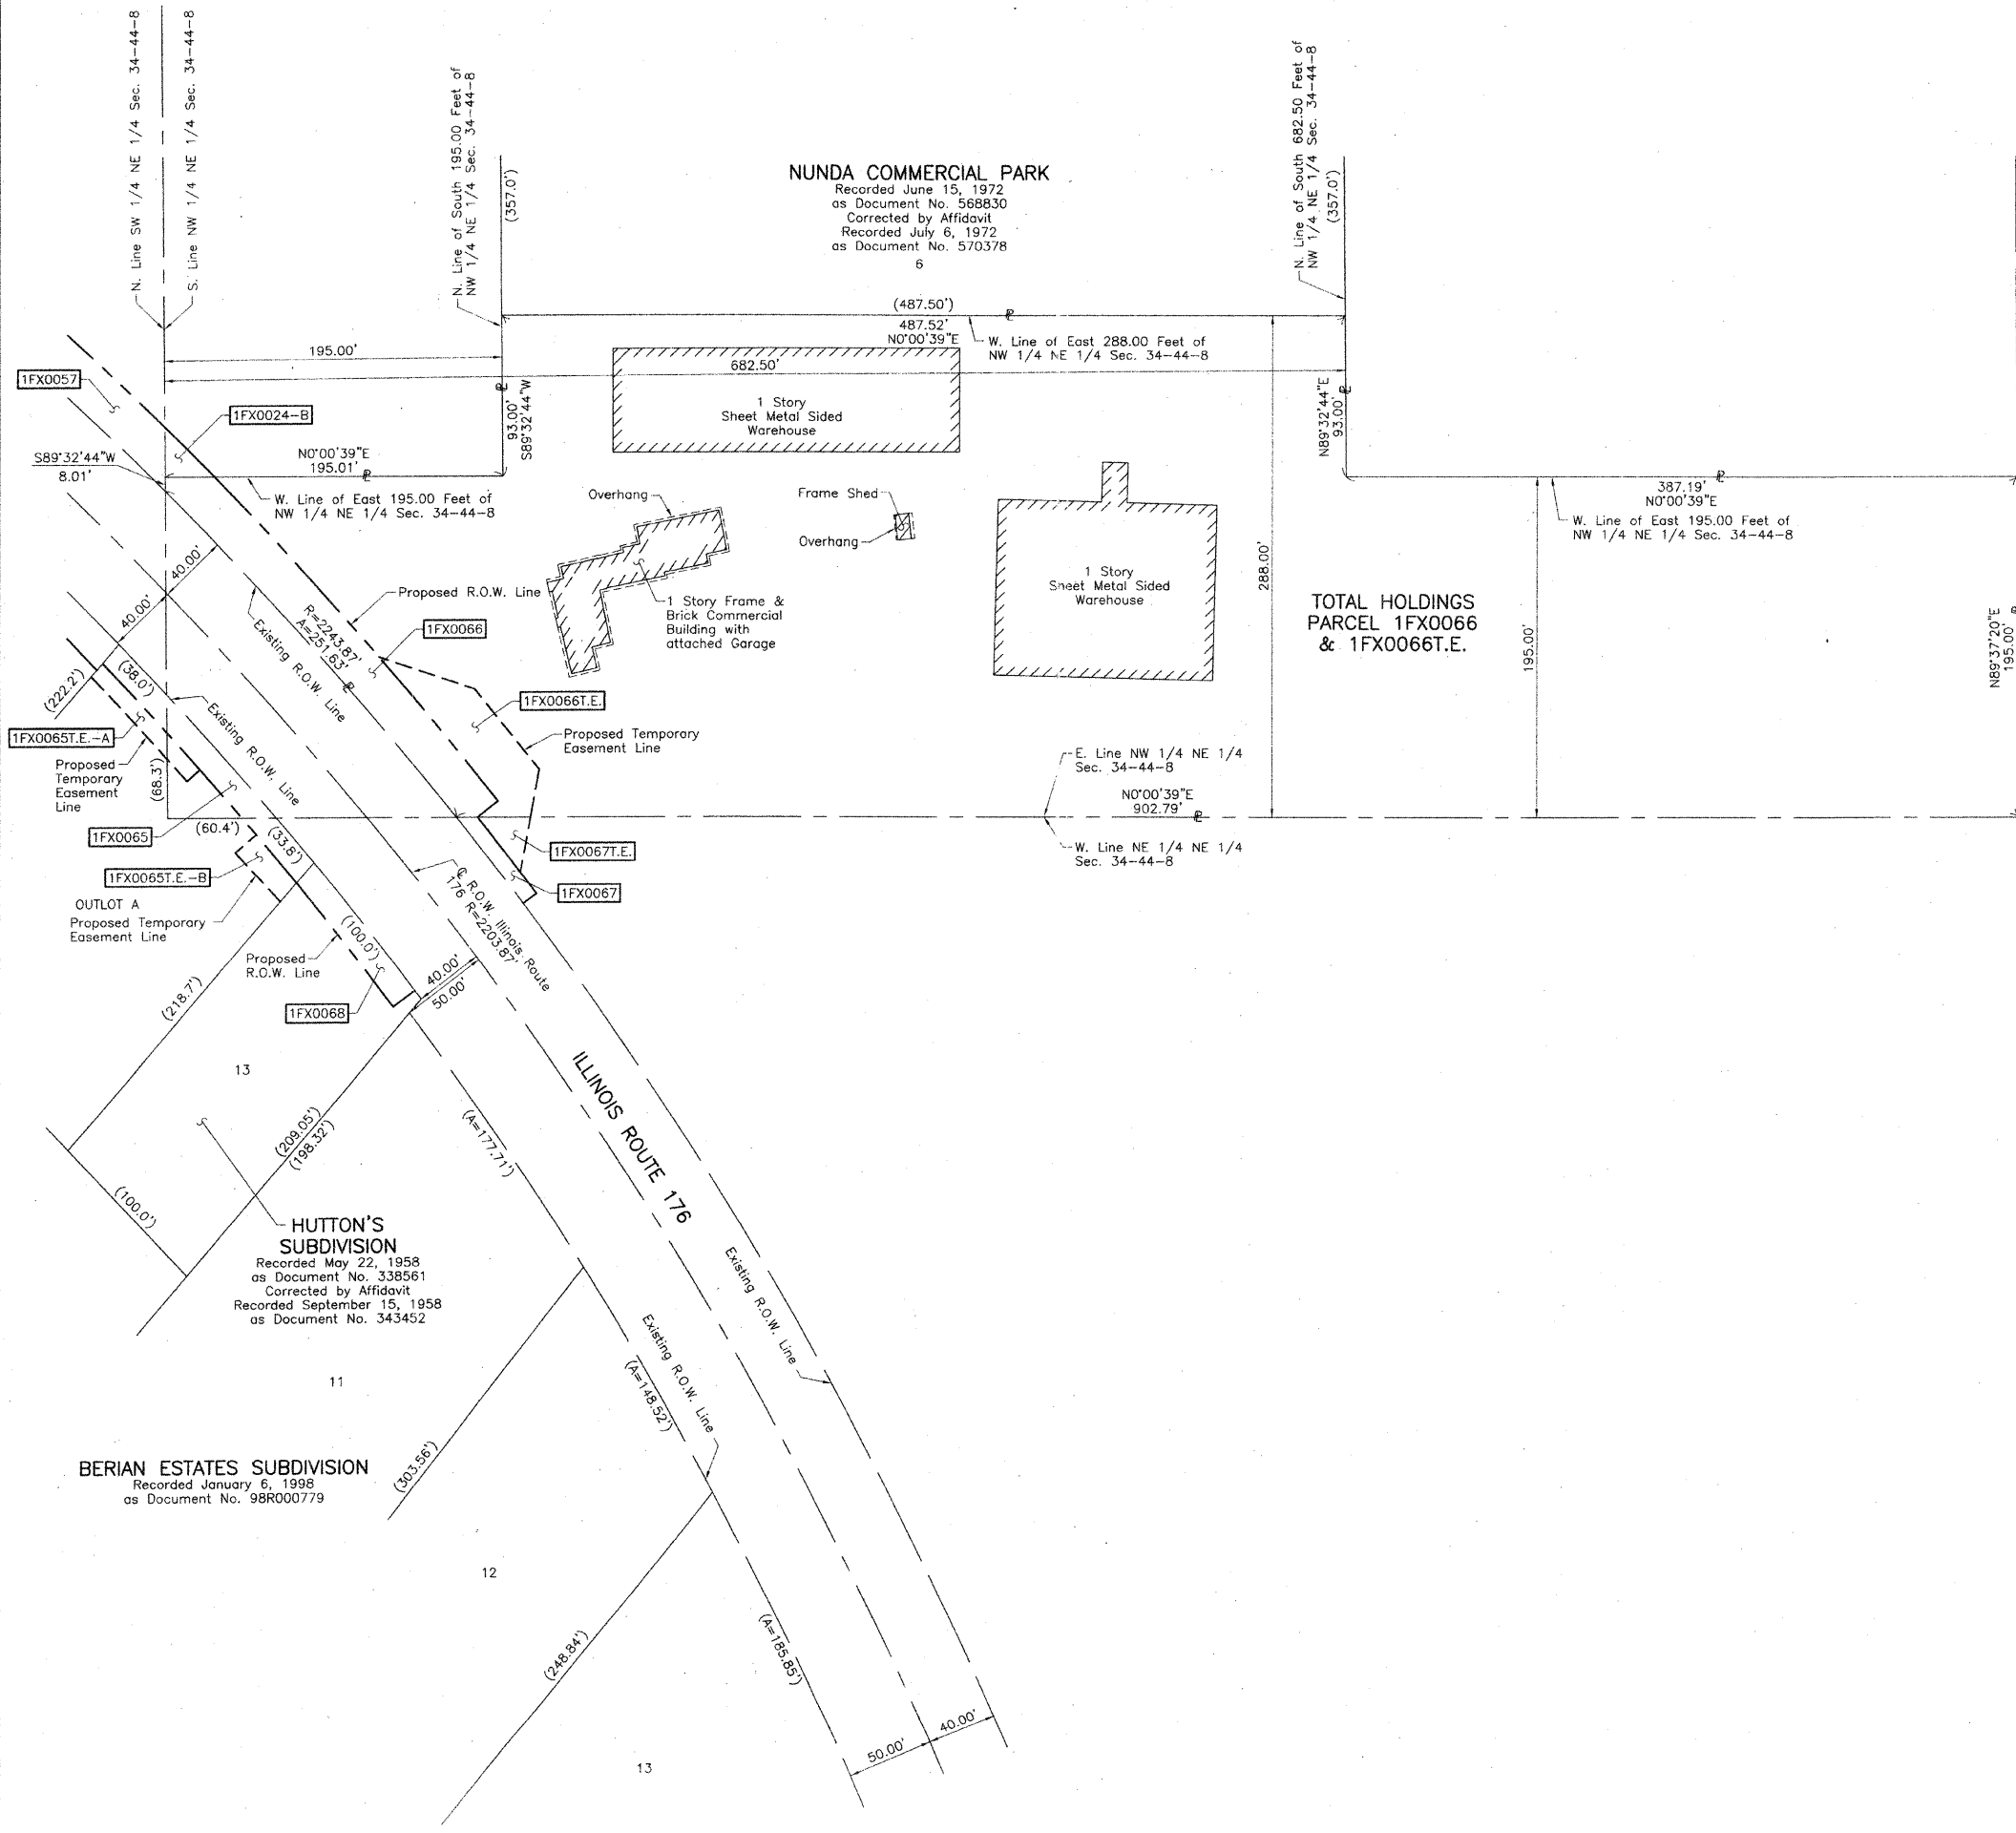 N. Line SW 1/4 NE 1/4 Sec. 34-44-8
S. Line NW 1/4 NE 1/4 Sec. 34-44-8
N. Line of South 195.00 Feet of
NW 1/4 NE 1/4 Sec. 34-44-8
(357.0')
NUNDA COMMERCIAL PARK
Recorded June 15, 1972
as Document No. 568830
Corrected by Affidavit
Recorded July 6, 1972
as Document No. 570378
6
N. Line of South 682.50 Feet of
NW 1/4 NE 1/4 Sec. 34-44-8
(357.0')
(487.50')
487.52'
N0°00'39"E
W. Line of East 288.00 Feet of
NW 1/4 NE 1/4 Sec. 34-44-8
195.00'
682.50'
1FX0057
1FX0024-B
93.00'
S89°32'44"W
1 Story
Sheet Metal Sided
Warehouse
N89°32'44"E
93.00'
S89°32'44"W
8.01'
N0°00'39"E
195.01'
W. Line of East 195.00 Feet of
NW 1/4 NE 1/4 Sec. 34-44-8
Overhang
Frame Shed
Overhang
387.19'
N0°00'39"E
W. Line of East 195.00 Feet of
NW 1/4 NE 1/4 Sec. 34-44-8
40.00'
40.00'
Proposed R.O.W. Line
1 Story Frame &
Brick Commercial
Building with
attached Garage
1 Story
Sheet Metal Sided
Warehouse
288.00'
TOTAL HOLDINGS
PARCEL 1FX0066
& 1FX0066T.E.
195.00'
N89°37'20"E
195.00'
R=2243.87'
A=251.63'
Existing R.O.W. Line
1FX0066
(38.0')
(222.2')
Existing R.O.W. Line
1FX0066T.E.
1FX0065T.E.-A
Proposed Temporary
Easement Line
Proposed
Temporary
Easement
Line
(68.3')
E. Line NW 1/4 NE 1/4
Sec. 34-44-8
N0°00'39"E
902.79'
W. Line NE 1/4 NE 1/4
Sec. 34-44-8
1FX0065
(60.4')
(33.8')
1FX0067T.E.
1FX0065T.E.-B
1FX0067
OUTLOT A
Proposed Temporary
Easement Line
℄ R.O.W. Illinois Route
176 R=2203.87'
(100.0')
Proposed
R.O.W. Line
40.00'
50.00'
(218.7')
1FX0068
13
ILLINOIS ROUTE 176
(209.05')
(198.32')
(A=177.71')
(100.0')
HUTTON'S
SUBDIVISION
Recorded May 22, 1958
as Document No. 338561
Corrected by Affidavit
Recorded September 15, 1958
as Document No. 343452
Existing R.O.W. Line
Existing R.O.W. Line
(A=148.52')
11
BERIAN ESTATES SUBDIVISION
Recorded January 6, 1998
as Document No. 98R000779
(303.56')
12
(248.84')
(A=185.85')
50.00'
40.00'
13